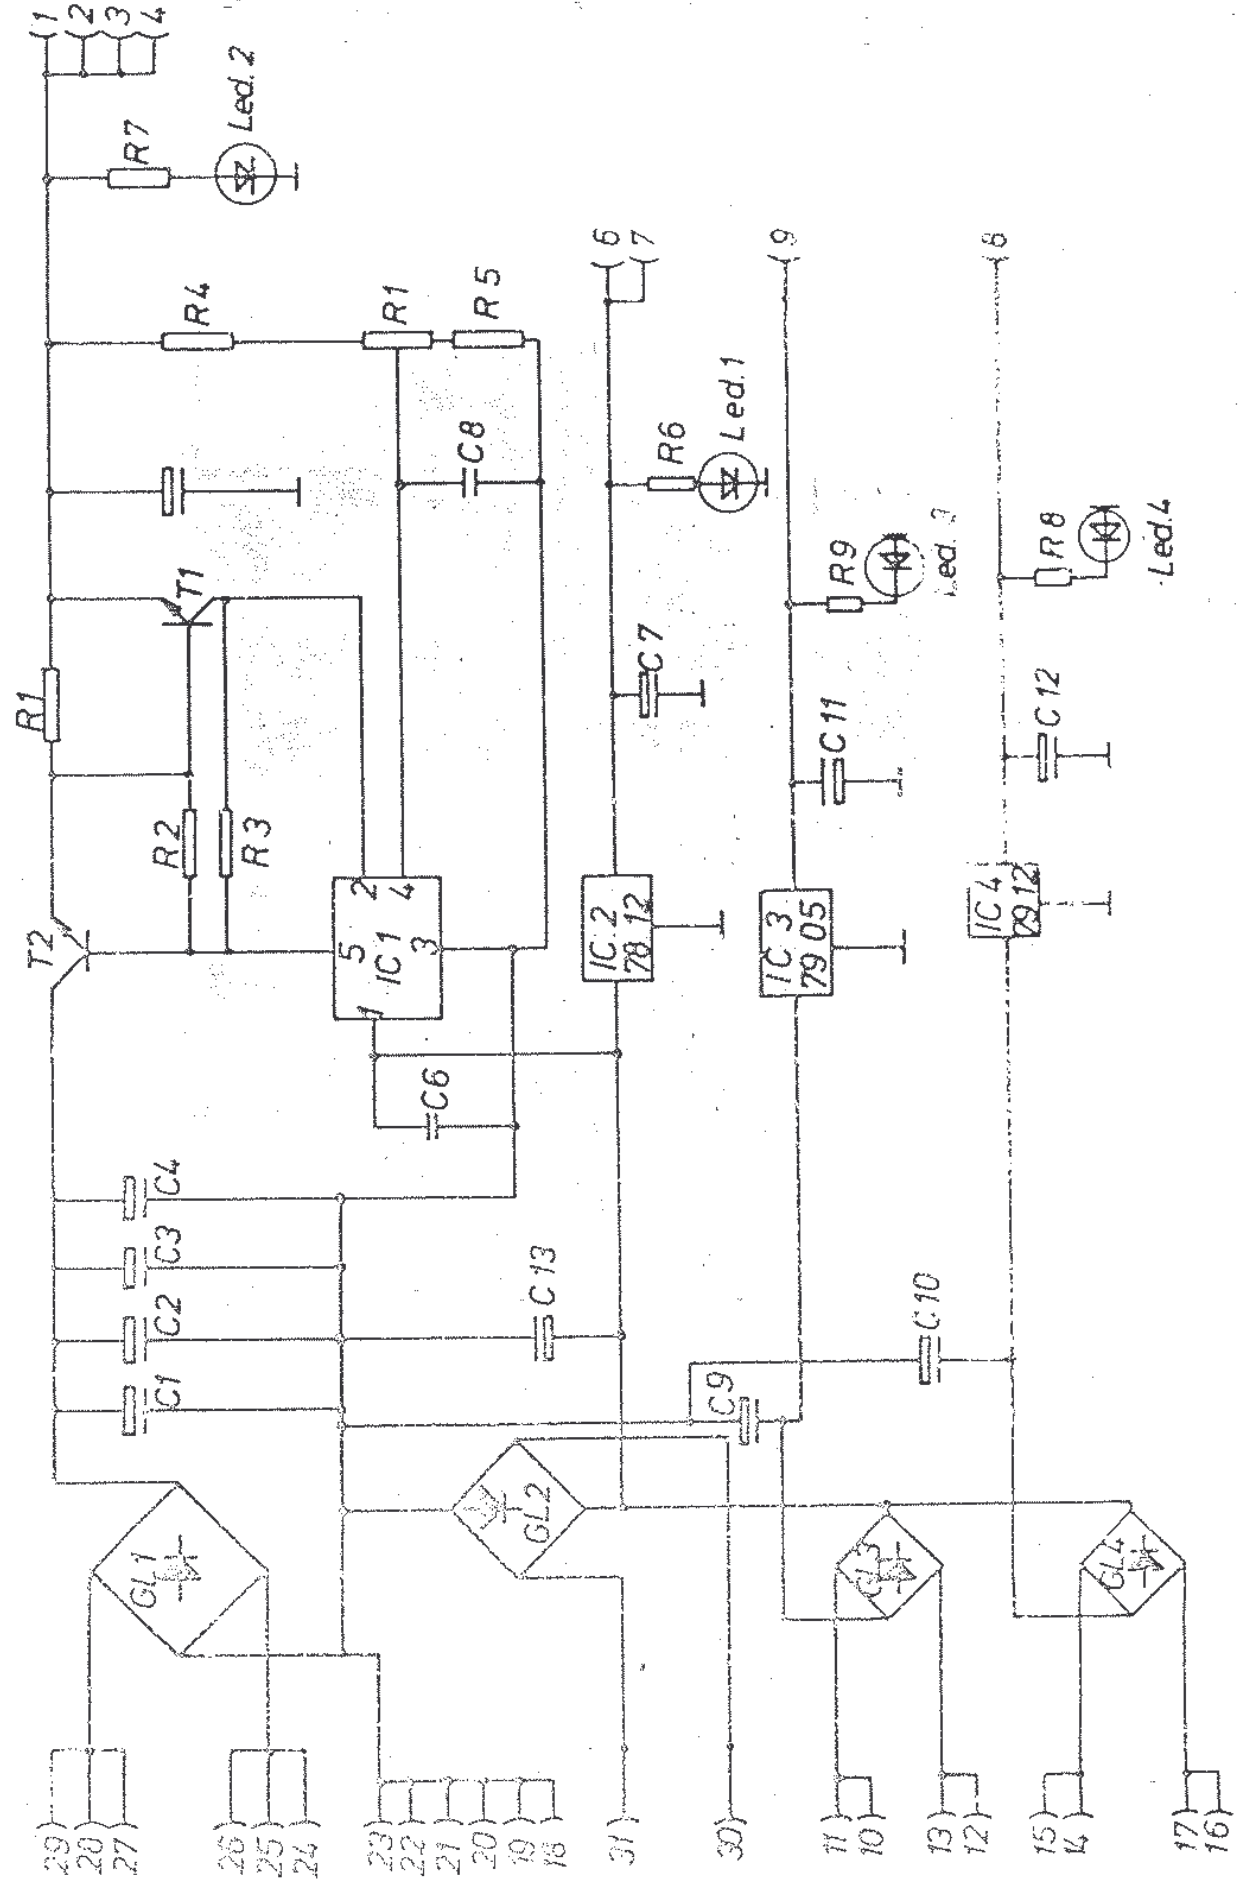 (1
(2
(3
(4
R7
Led.2
R4
R1
R5
C8
(6
(7
(9
(8
T1
R1
R2
R3
T2
2
4
5
3
1
IC1
C6
R6
Led.1
C7
IC 2
78 12
R9
Led. 3
C11
IC 3
79 05
R8
Led.4
C12
IC 4
79 12
C4
C3
C2
C1
C13
C9
C10
GL1
GL2
GL3
GL4
29)
28)
27)
26)
25)
24)
23)
22)
21)
20)
19)
18)
31)
30)
11)
10)
13)
12)
15)
14)
17)
16)